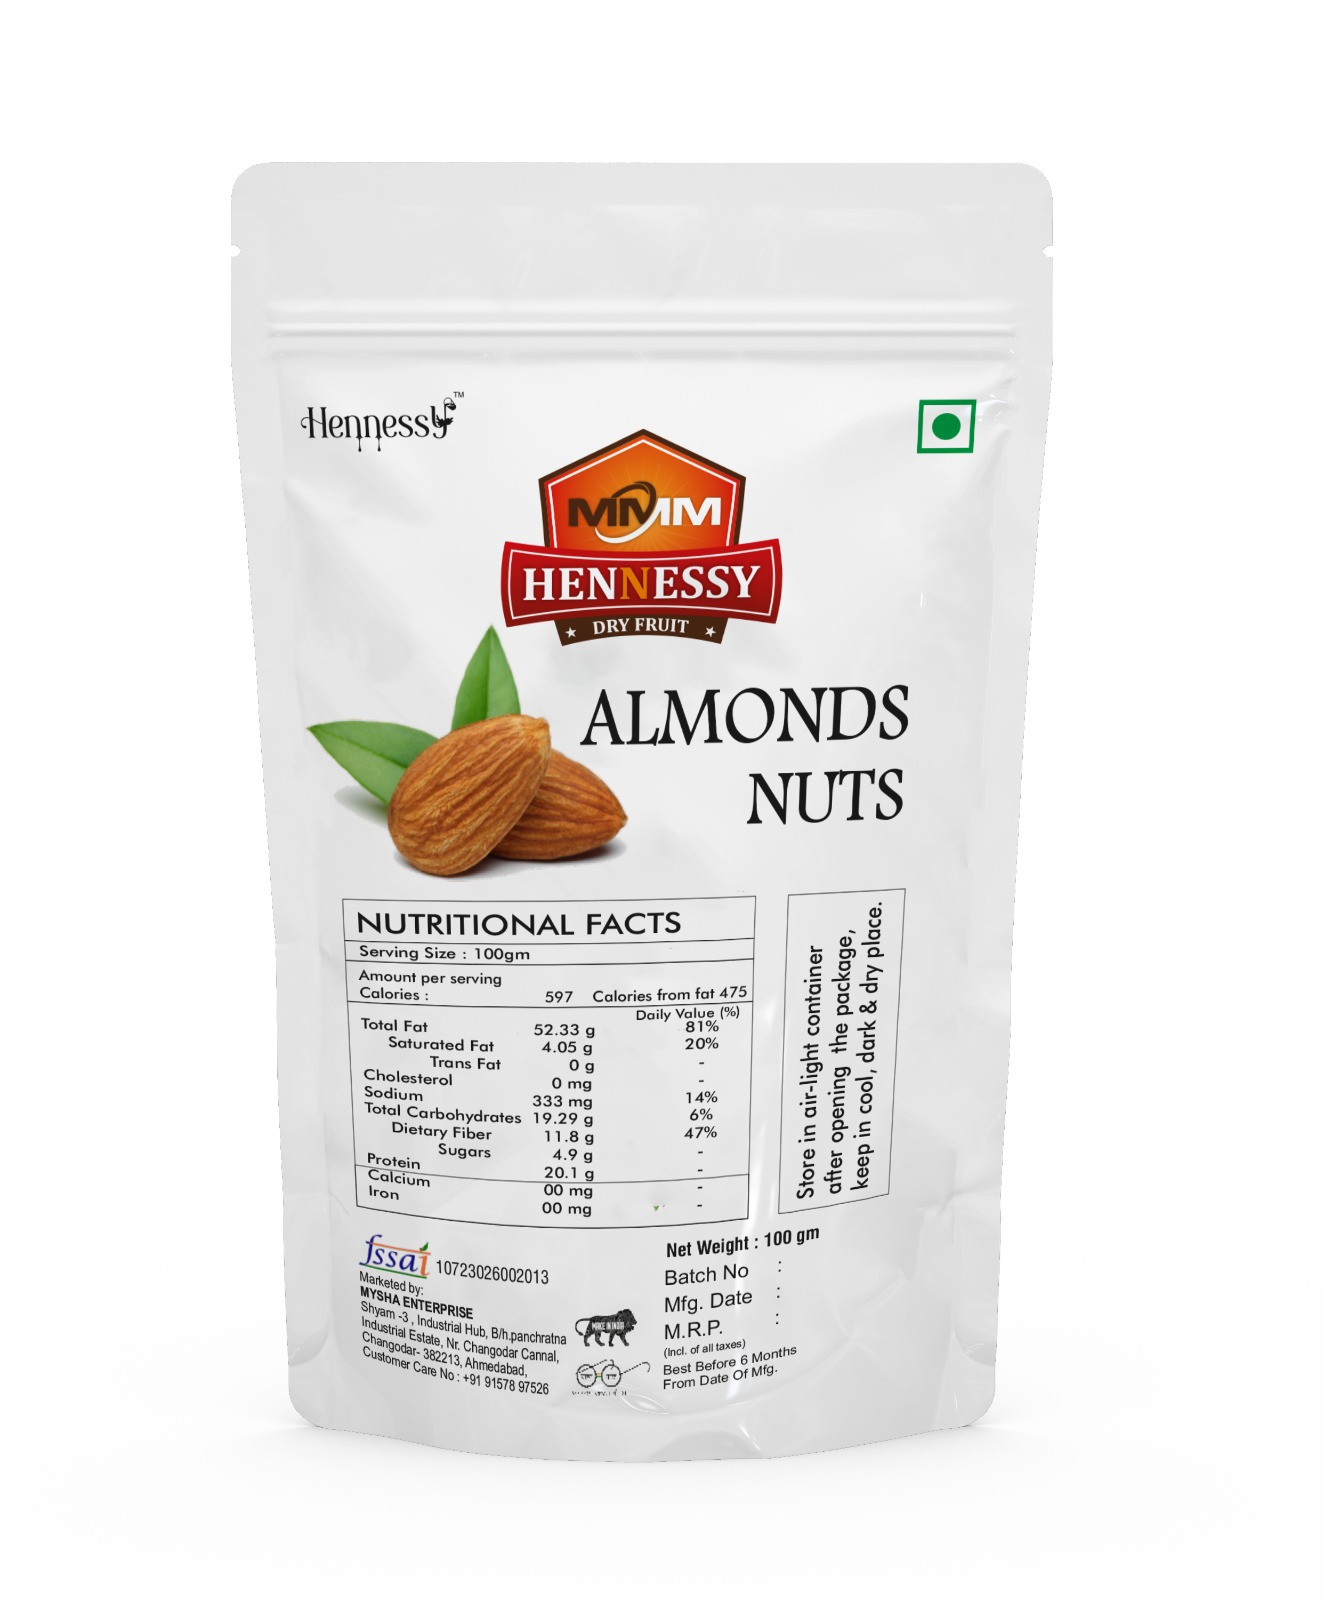 Hennessy™
MMM
HENNESSY
DRY FRUIT
ALMONDS
NUTS
NUTRITIONAL FACTS
Serving Size : 100gm
Amount per serving
Calories : 597 Calories from fat 475
Daily Value (%)
Total Fat 52.33 g 81%
Saturated Fat 4.05 g 20%
Trans Fat 0 g -
Cholesterol 0 mg -
Sodium 333 mg 14%
Total Carbohydrates 19.29 g 6%
Dietary Fiber 11.8 g 47%
Sugars 4.9 g -
Protein 20.1 g -
Calcium 00 mg -
Iron 00 mg -
Store in air-light container
after opening the package,
keep in cool, dark & dry place.
fssai 10723026002013
Marketed by:
MYSHA ENTERPRISE
Shyam -3 , Industrial Hub, B/h.panchratna
Industrial Estate, Nr. Changodar Cannal,
Changodar- 382213, Ahmedabad,
Customer Care No : +91 91578 97526
MAKE IN INDIA
Net Weight : 100 gm
Batch No :
Mfg. Date :
M.R.P. :
(Incl. of all taxes)
Best Before 6 Months
From Date Of Mfg.